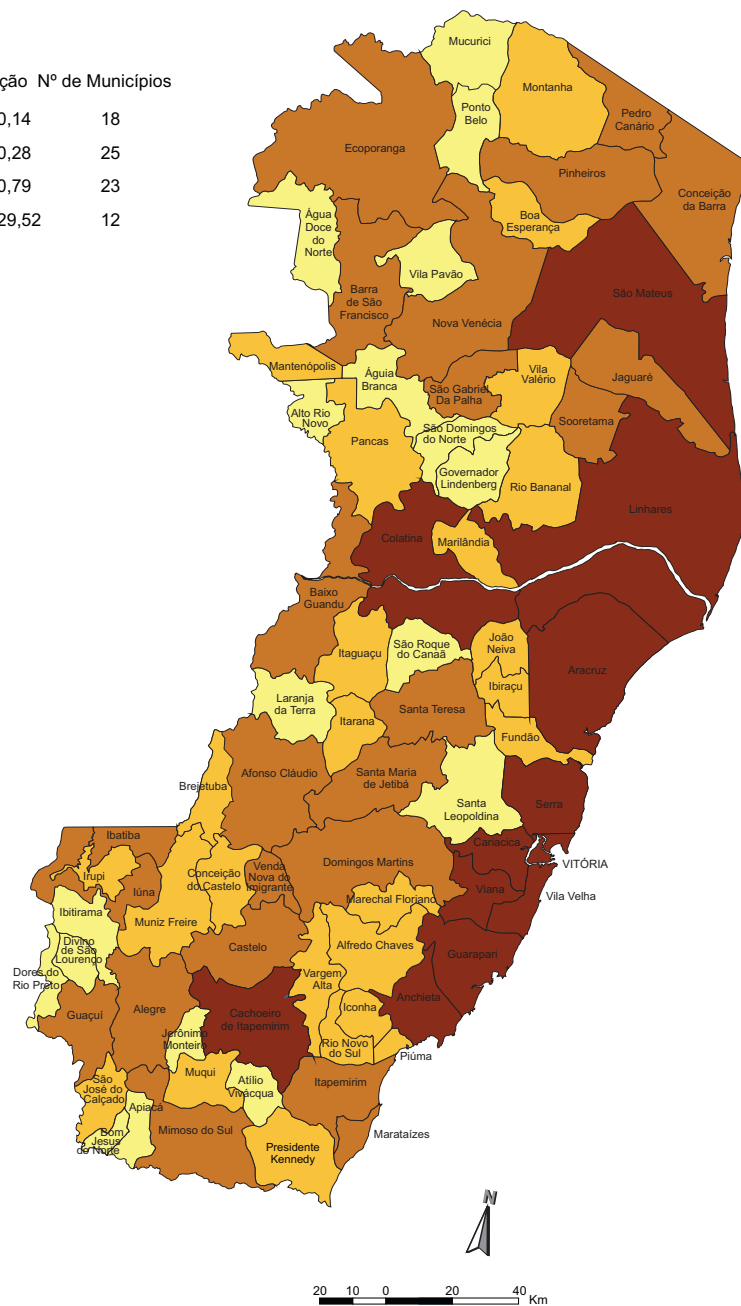 ção Nº de Municípios
0,14 18
0,28 25
0,79 23
29,52 12
Mucurici
Montanha
Ponto
Belo
Pedro
Canário
Ecoporanga
Pinheiros
Conceição
da Barra
Água
Doce
do
Norte
Boa
Esperança
Vila Pavão
Barra
de São
Francisco
São Mateus
Nova Venécia
Mantenópolis
Águia
Branca
Vila
Valério
Jaguaré
São Gabriel
Da Palha
Alto Rio
Novo
Sooretama
São Domingos
do Norte
Pancas
Governador
Lindenberg
Rio Bananal
Linhares
Colatina
Marilândia
Baixo
Guandu
João
Neiva
São Roque
do Canaã
Itaguaçu
Aracruz
Ibiraçu
Laranja
da Terra
Santa Teresa
Itarana
Fundão
Afonso Cláudio
Santa Maria
de Jetibá
Brejetuba
Serra
Santa
Leopoldina
Ibatiba
Cariacica
Domingos Martins
VITÓRIA
Venda
Nova do
Imigrante
Conceição
do Castelo
Irupi
Iúna
Viana
Vila Velha
Marechal Floriano
Ibitirama
Muniz Freire
Divino
de São
Lourenço
Castelo
Alfredo Chaves
Guarapari
Dores do
Rio Preto
Vargem
Alta
Anchieta
Guaçuí
Alegre
Cachoeiro
de Itapemirim
Iconha
Jerônimo
Monteiro
Rio Novo
do Sul
Piúma
Muqui
Atílio
Vivácqua
Itapemirim
São
José do
Calçado
Apiacá
Bom
Jesus
do Norte
Mimoso do Sul
Marataízes
Presidente
Kennedy
N
20 10 0 20 40 Km